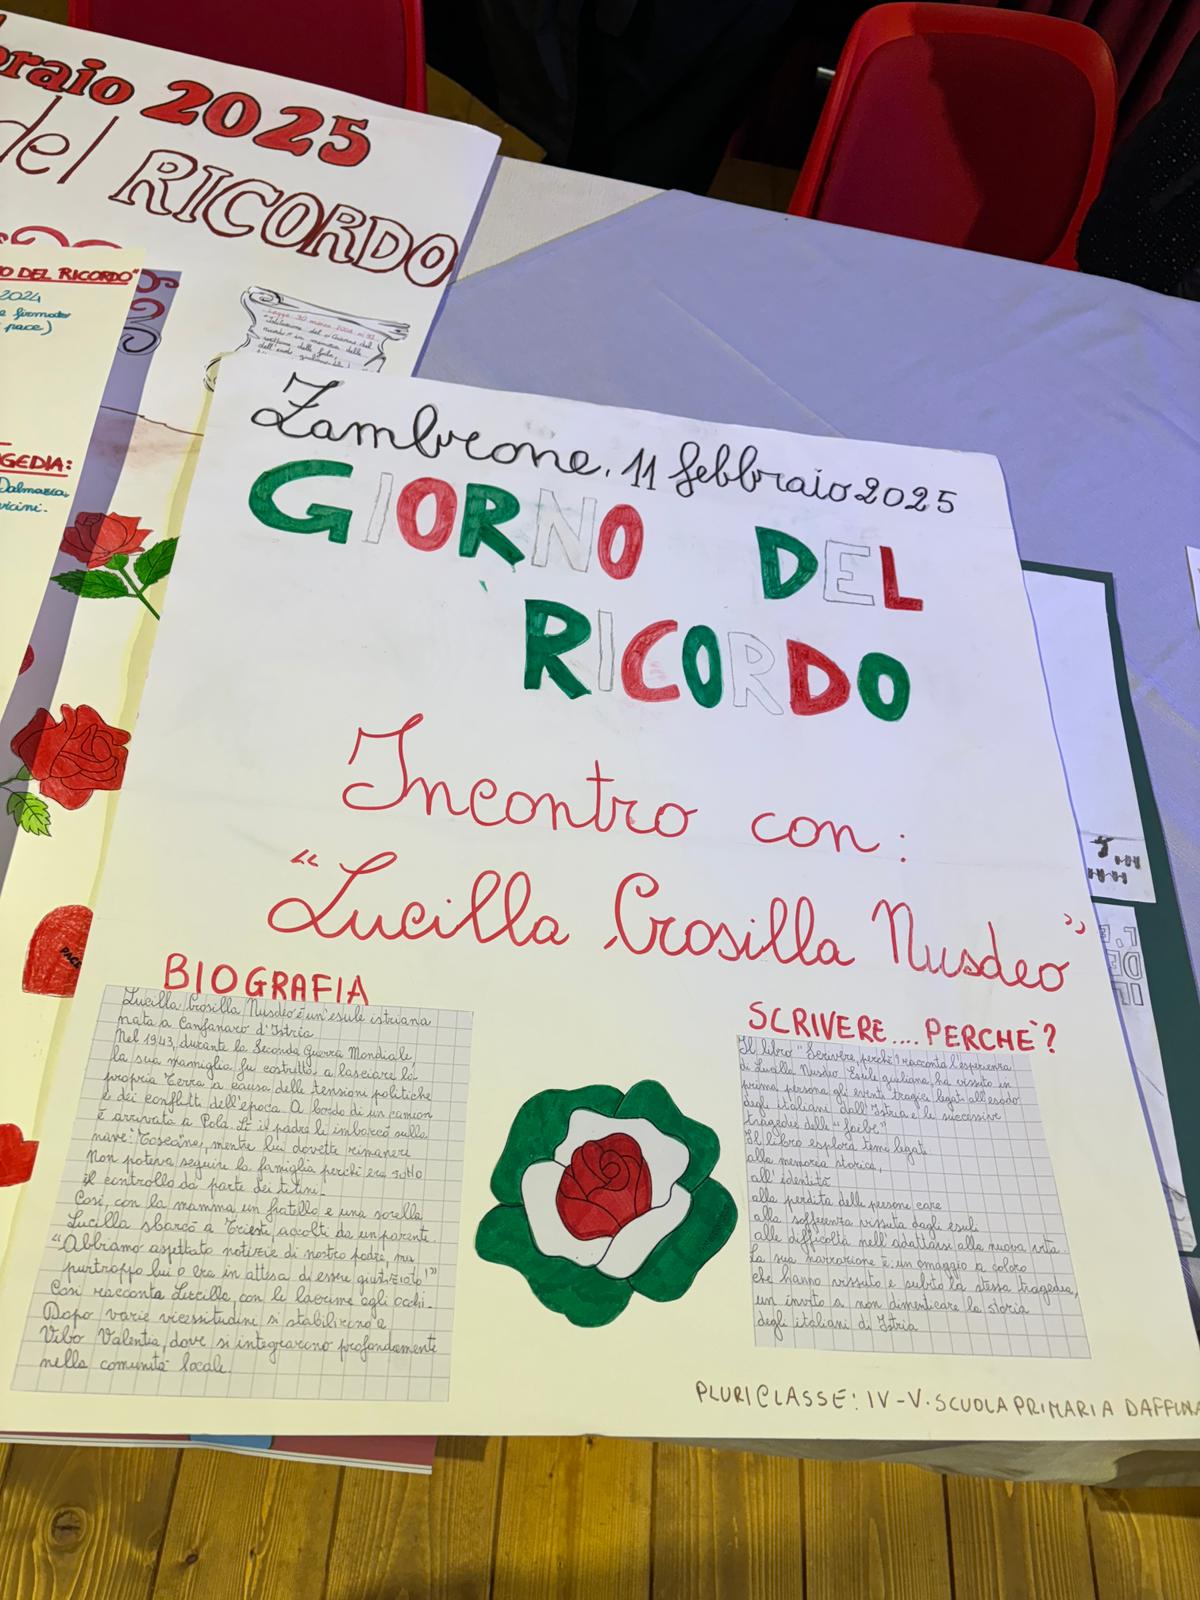 braio 2025
del RICORDO
O DEL RICORDO"
2024
e firmato
pace)
GEDIA:
Dalmazia,
vicini.
Legge 30 marzo 2004 n. 92
Zambrone, 11 febbraio 2025
GIORNO DEL
RICORDO
Incontro con:
"Lucilla Crosilla Nusdeo"
BIOGRAFIA
Lucilla Crosilla Nusdeo è un'esule istriana
nata a Canfanaro d'Istria
Nel 1943, durante la Seconda Guerra Mondiale
la sua famiglia fu costretta a lasciare la
propria terra a causa delle tensioni politiche
e dei conflitti dell'epoca. A bordo di un camion
è arrivata a Pola. Lì il padre le imbarcò sulla
nave: Toscana, mentre lui dovette rimanere
Non poteva seguire la famiglia perchè era sotto
il controllo da parte dei titini.
Così, con la mamma un fratello e una sorella
Lucilla sbarcò a Trieste accolti da un parente.
"Abbiamo aspettato notizie di nostro padre, ma
purtroppo lui o era in attesa di essere giustiziato!"
Così racconta Lucilla, con le lacrime agli occhi.
Dopo varie vicessitudini si stabilirono a
Vibo Valentia, dove si integrarono profondamente
nella comunità locale.
SCRIVERE.... PERCHE'?
Il libro "Scrivere, perchè? racconta l'esperienza
di Lucilla Nusdeo. Esule giuliana, ha vissuto in
prima persona gli eventi tragici legati all'esodo
degli italiani dall'Istria e le successive
tragedie delle "foibe".
Il libro esplora temi legati
alla memoria storica,
all'identità
alla perdita delle persone care
alla sofferenza vissuta dagli esuli
alle difficoltà nell'adattarsi alla nuova vita.
La sua narrazione è: un omaggio a coloro
che hanno vissuto e subito la stessa tragedia,
un invito a non dimenticare la storia
degli italiani di Istria
PLURICLASSE: IV-V. SCUOLA PRIMARIA DAFFINA
PACE